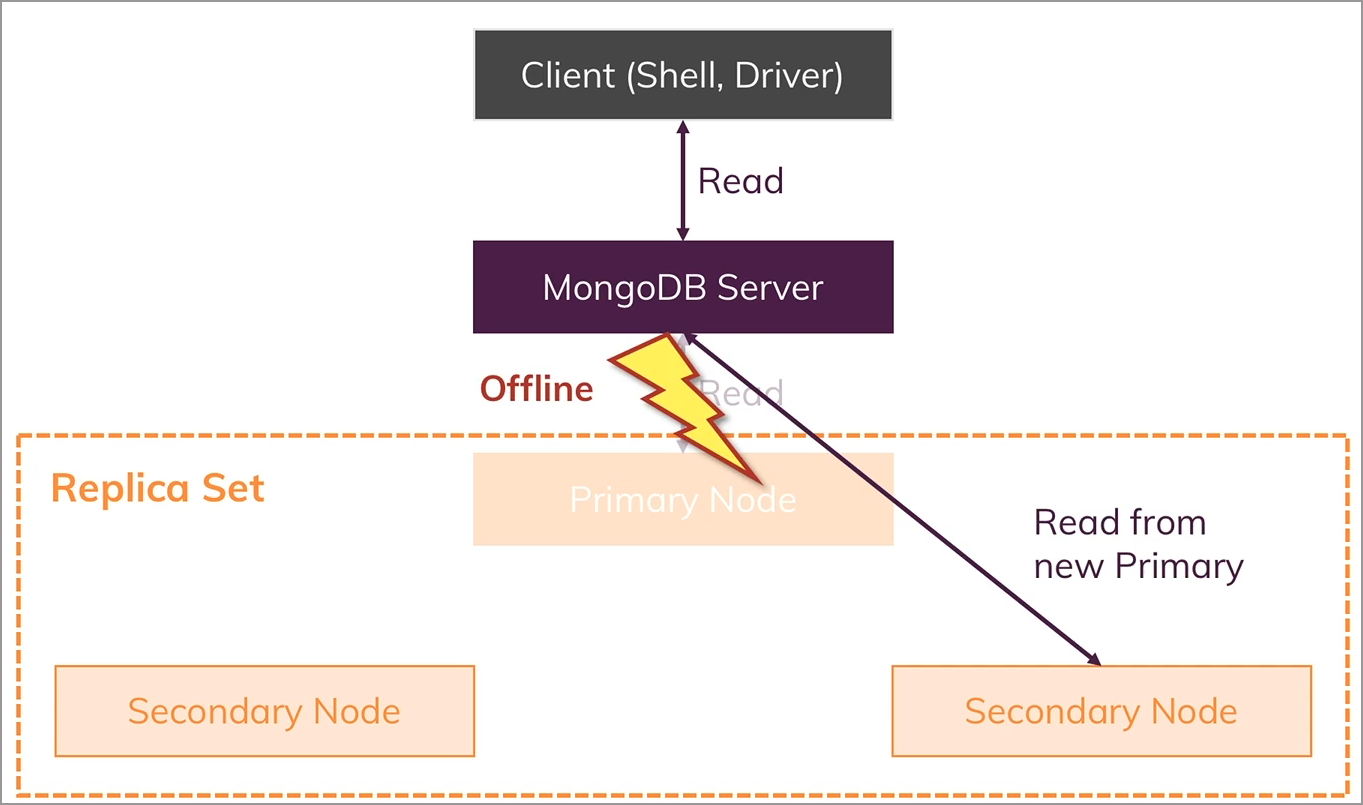 Client (Shell, Driver)
Read
MongoDB Server
Offline
Read
Replica Set
Primary Node
Read from
new Primary
Secondary Node
Secondary Node